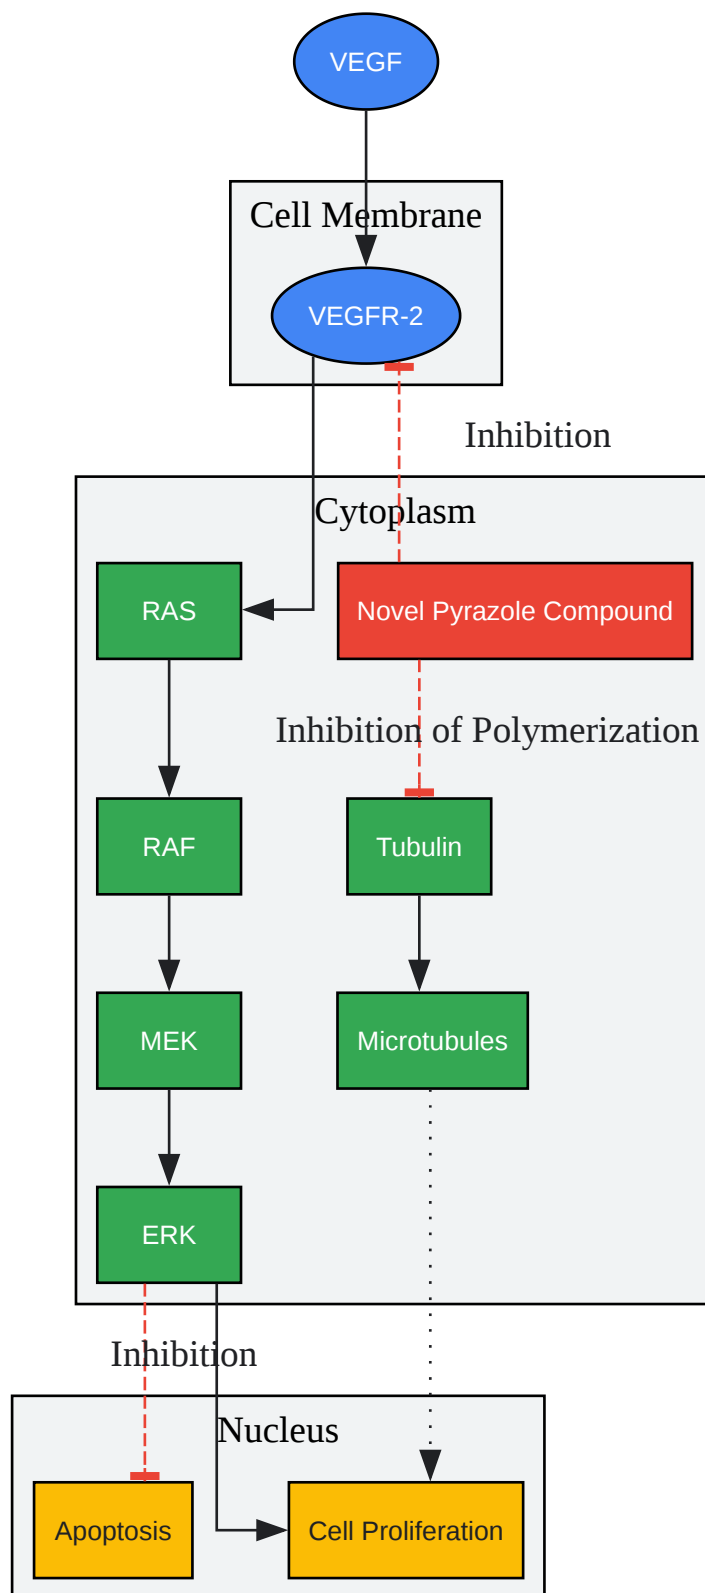 VEGF
Cell Membrane
VEGFR-2
Inhibition
Cytoplasm
RAS
Novel Pyrazole Compound
Inhibition of Polymerization
RAF
Tubulin
MEK
Microtubules
ERK
Inhibition
Nucleus
Apoptosis
Cell Proliferation